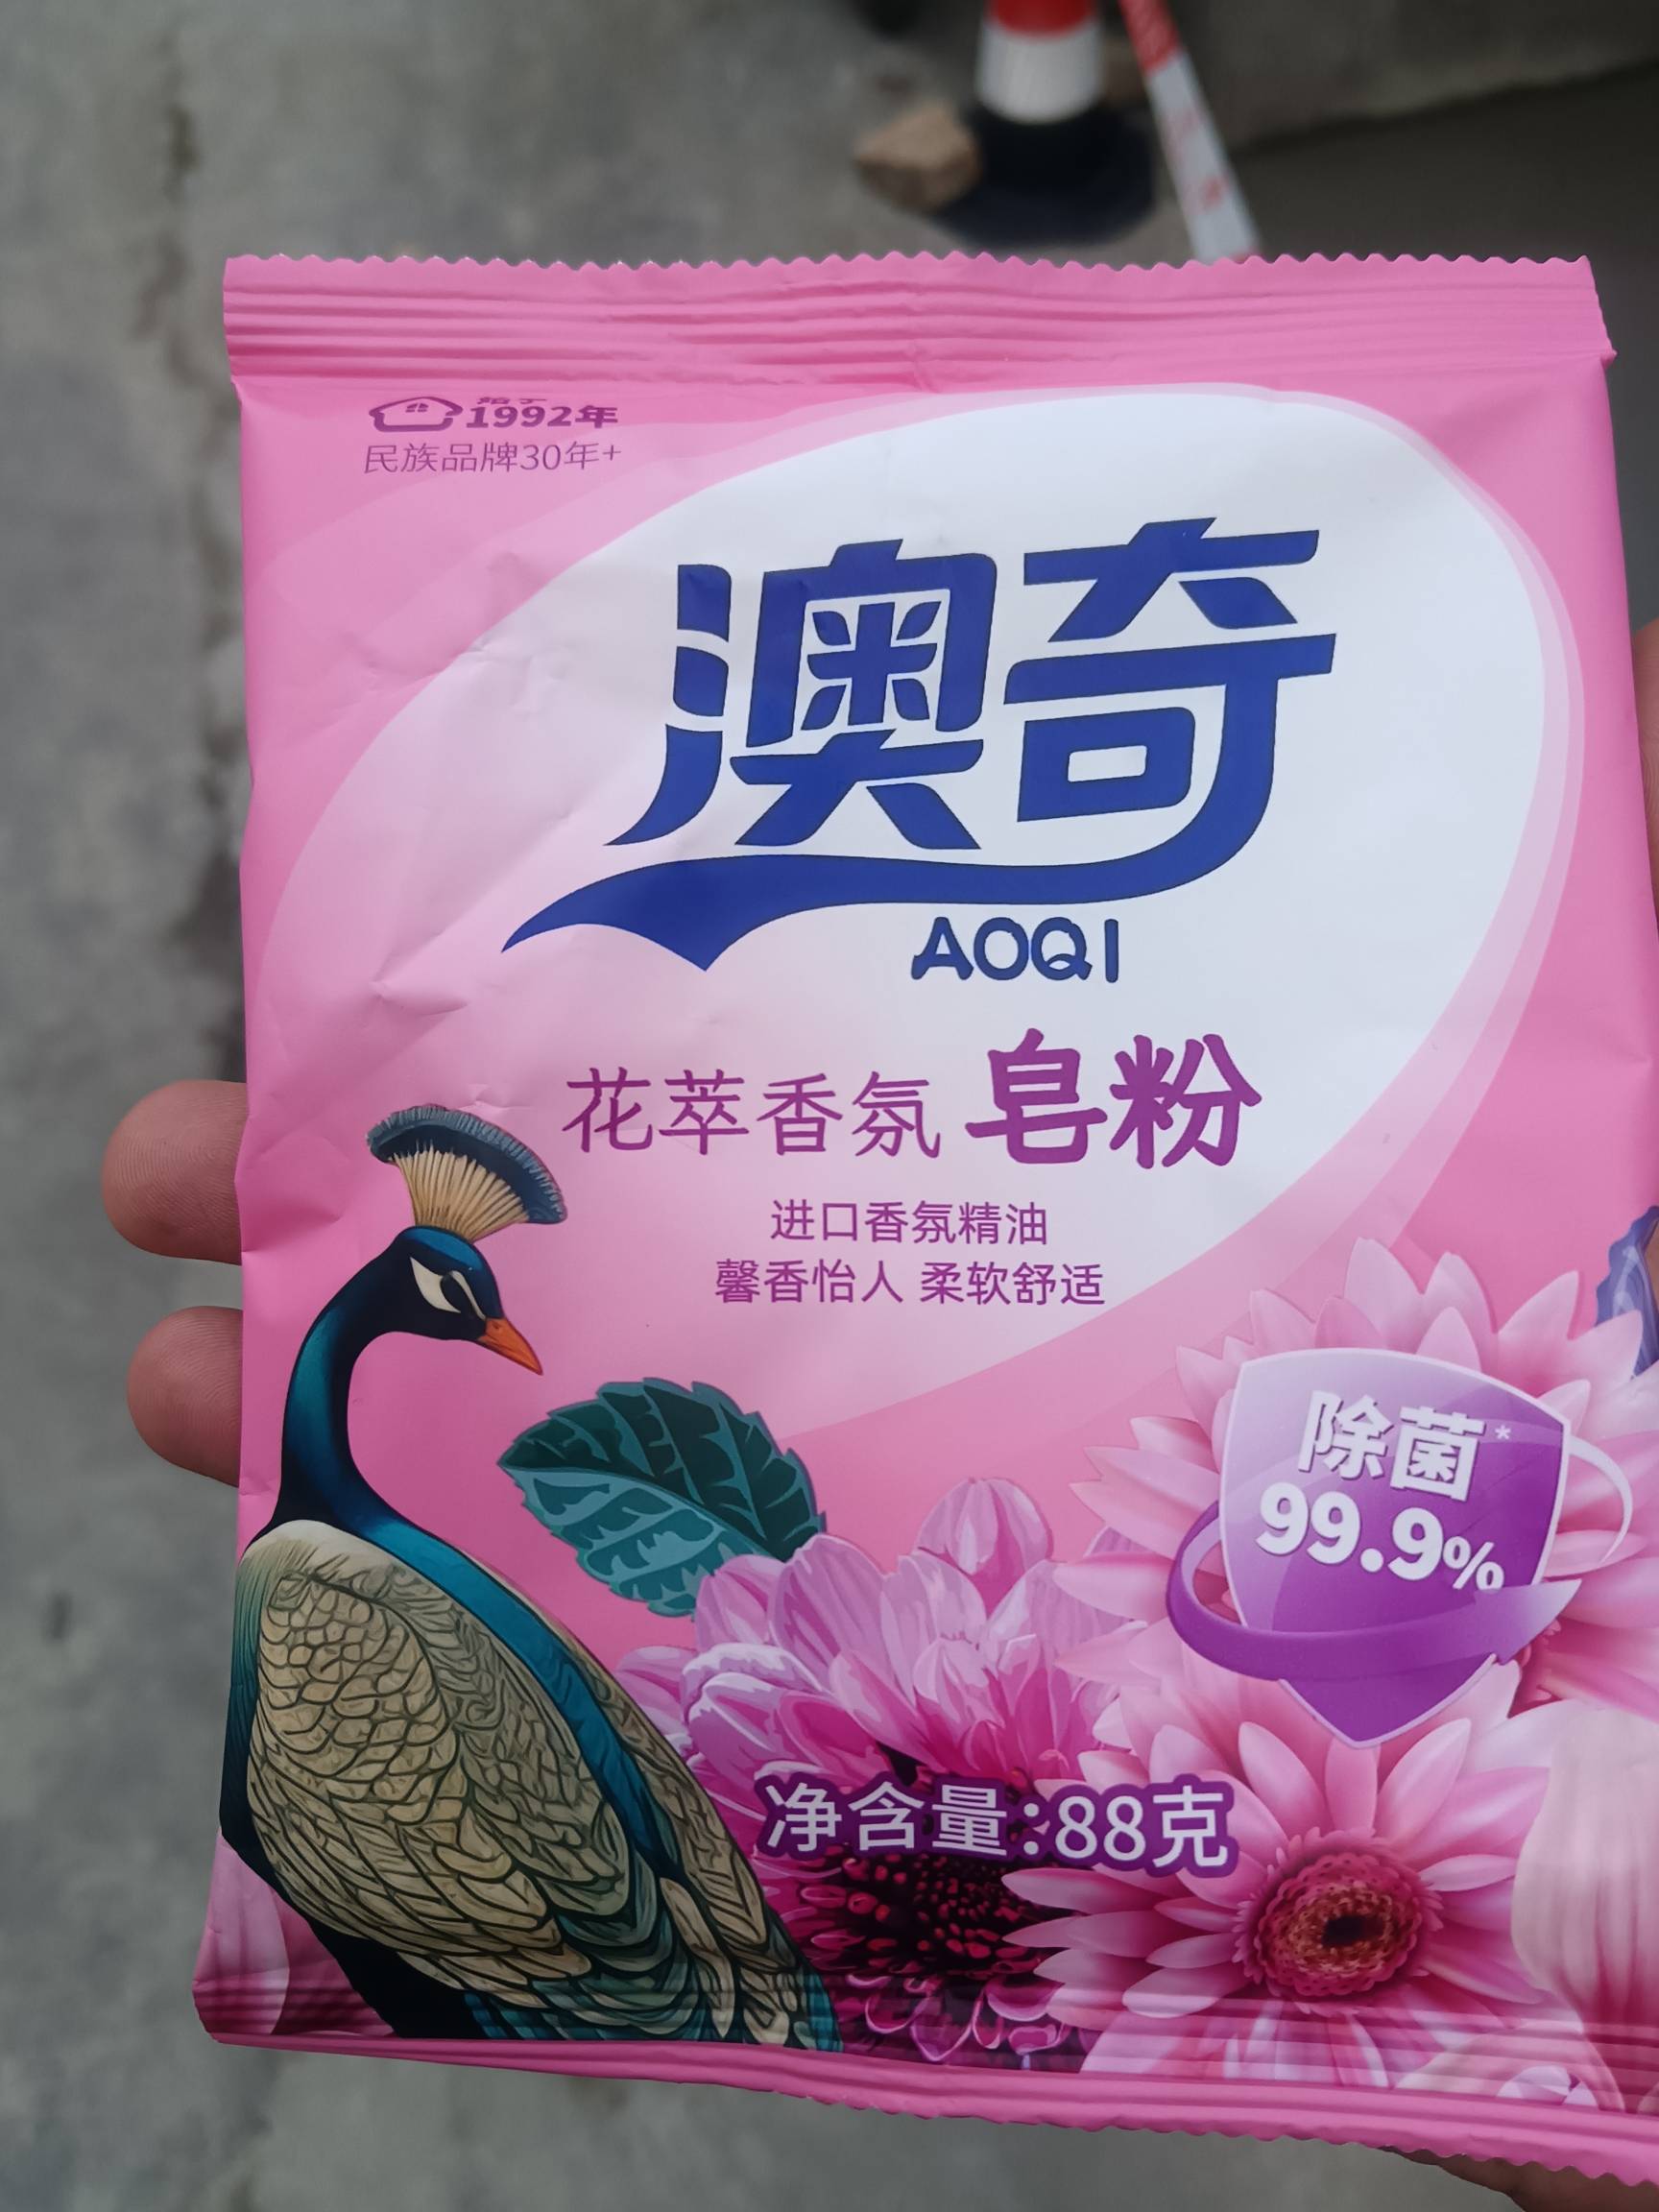 1992年
民族品牌30年+
澳奇
AOQI
花萃香氛 皂粉
进口香氛精油
馨香怡人 柔软舒适
除菌*
99.9%
净含量:88克